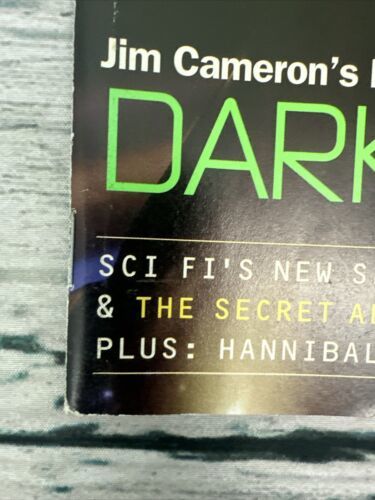 Jim Cameron's
DARK
SCI FI'S NEW S
& THE SECRET A
PLUS: HANNIBAL